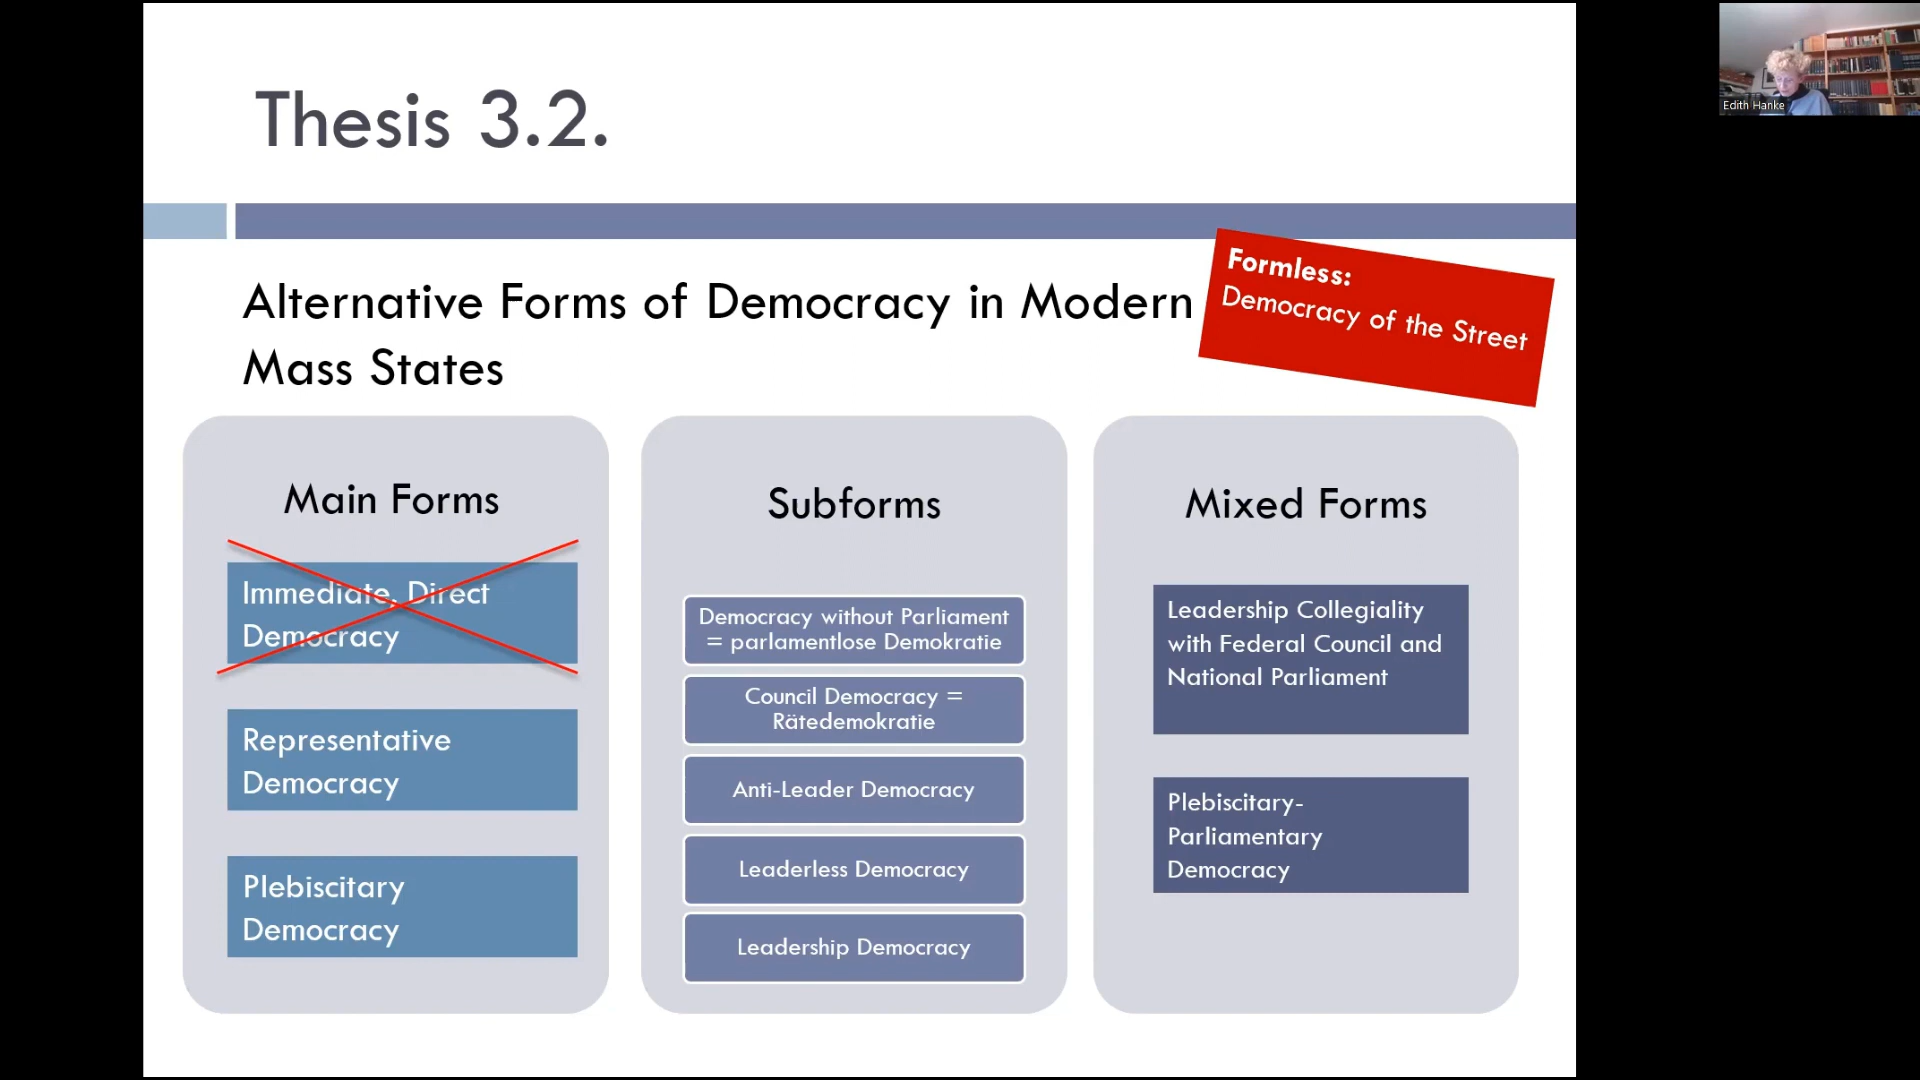 Thesis 3.2.
Edith Hanke
Alternative Forms of Democracy in Modern
Mass States
Formless:
Democracy of the Street
Main Forms
Immediate, Direct
Democracy
Representative
Democracy
Plebiscitary
Democracy
Subforms
Democracy without Parliament
= parlamentlose Demokratie
Council Democracy =
Rätedemokratie
Anti-Leader Democracy
Leaderless Democracy
Leadership Democracy
Mixed Forms
Leadership Collegiality
with Federal Council and
National Parliament
Plebiscitary-
Parliamentary
Democracy